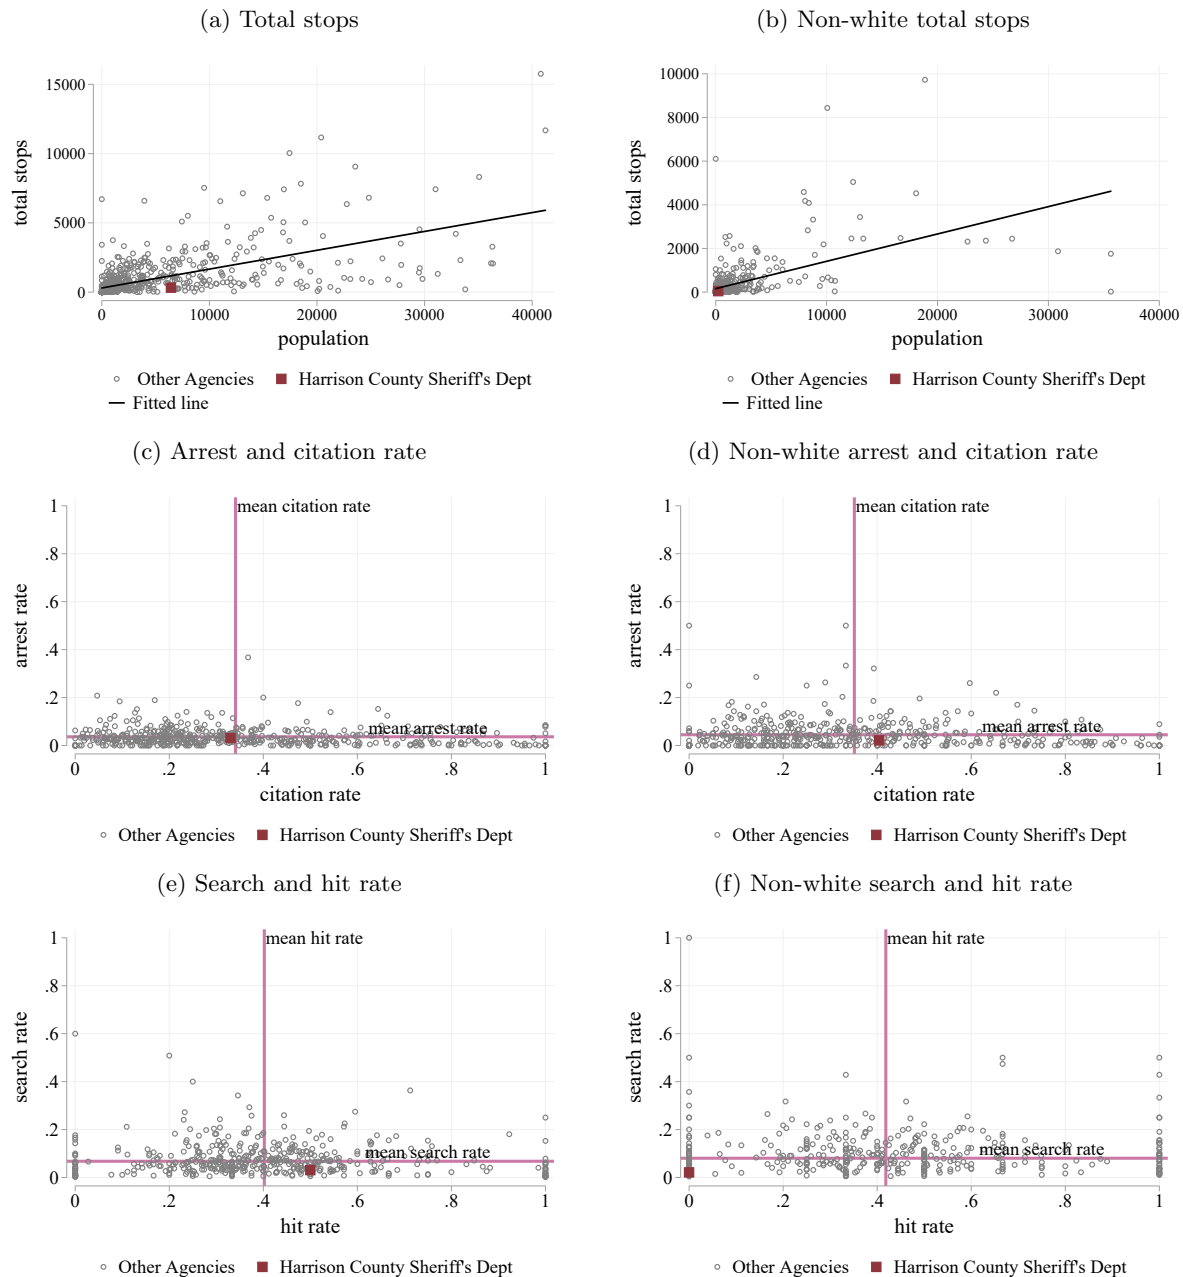 (a) Total stops
15000
10000
5000
0
total stops
0 10000 20000 30000 40000
population
Other Agencies Harrison County Sheriff's Dept
Fitted line
(b) Non-white total stops
10000
8000
6000
4000
2000
0
total stops
0 10000 20000 30000 40000
population
Other Agencies Harrison County Sheriff's Dept
Fitted line
(c) Arrest and citation rate
mean citation rate
1
.8
.6
.4
.2
0
arrest rate
mean arrest rate
0 .2 .4 .6 .8 1
citation rate
Other Agencies Harrison County Sheriff's Dept
(d) Non-white arrest and citation rate
mean citation rate
1
.8
.6
.4
.2
0
arrest rate
mean arrest rate
0 .2 .4 .6 .8 1
citation rate
Other Agencies Harrison County Sheriff's Dept
(e) Search and hit rate
mean hit rate
1
.8
.6
.4
.2
0
search rate
mean search rate
0 .2 .4 .6 .8 1
hit rate
Other Agencies Harrison County Sheriff's Dept
(f) Non-white search and hit rate
mean hit rate
1
.8
.6
.4
.2
0
search rate
mean search rate
0 .2 .4 .6 .8 1
hit rate
Other Agencies Harrison County Sheriff's Dept